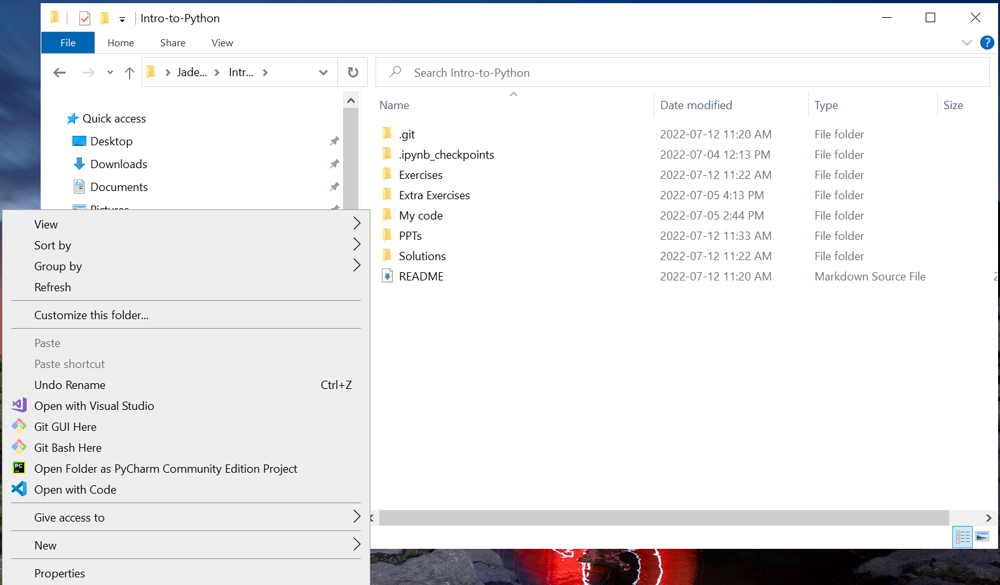 Intro-to-Python
File Home Share View
Jade... Intr... Search Intro-to-Python
Name Date modified Type Size
Quick access
Desktop
Downloads
Documents
Pictures
.git 2022-07-12 11:20 AM File folder
.ipynb_checkpoints 2022-07-04 12:13 PM File folder
Exercises 2022-07-12 11:22 AM File folder
Extra Exercises 2022-07-05 4:13 PM File folder
My code 2022-07-05 2:44 PM File folder
PPTs 2022-07-12 11:33 AM File folder
Solutions 2022-07-12 11:22 AM File folder
README 2022-07-12 11:20 AM Markdown Source File
View
Sort by
Group by
Refresh
Customize this folder...
Paste
Paste shortcut
Undo Rename Ctrl+Z
Open with Visual Studio
Git GUI Here
Git Bash Here
PC Open Folder as PyCharm Community Edition Project
Open with Code
Give access to
New
Properties